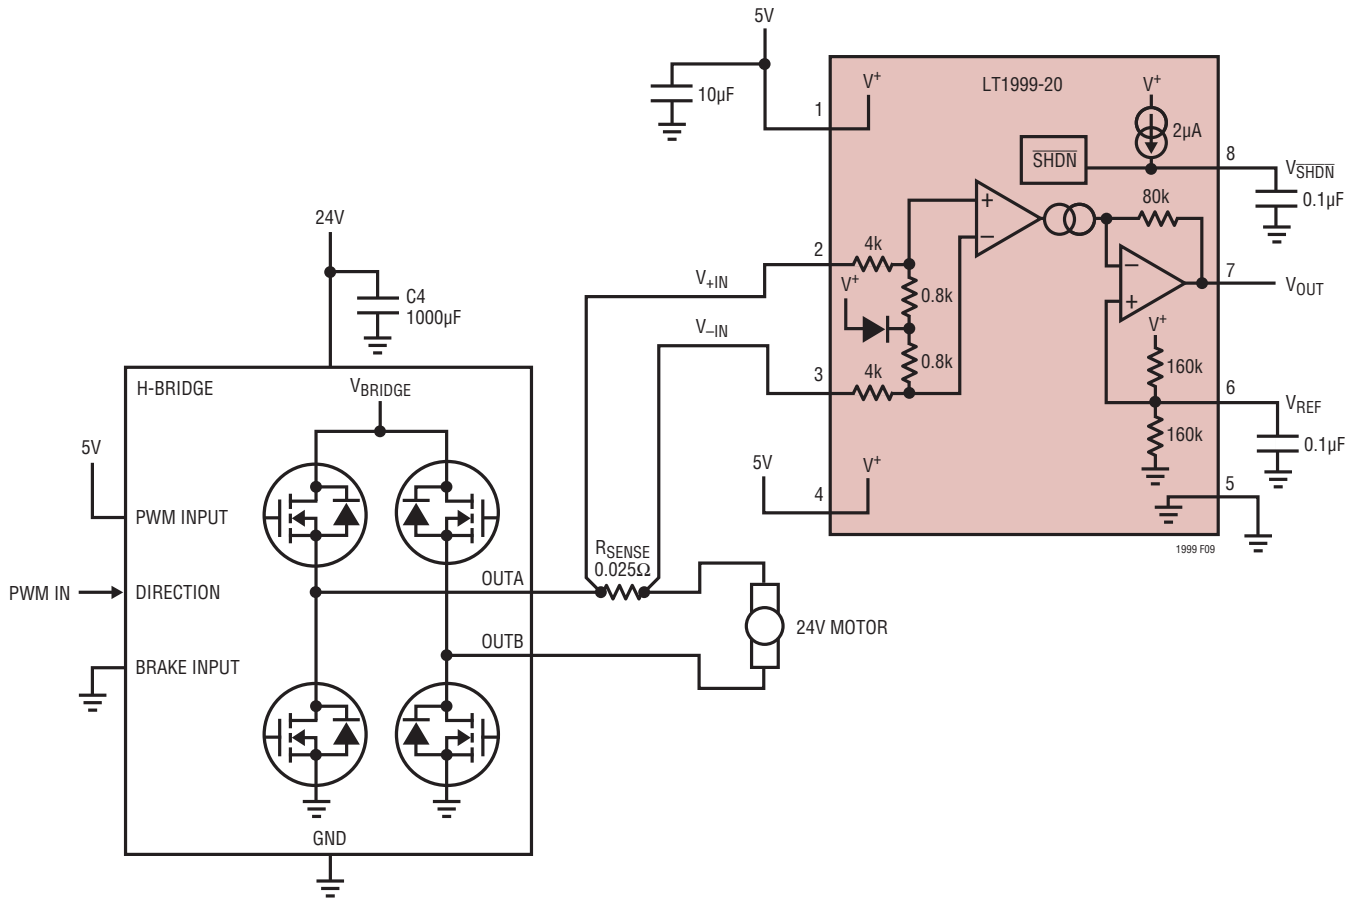 5V
10µF
LT1999-20
V+
V+
2µA
1
SHDN
8
VSHDN
0.1µF
80k
24V
2
4k
V+IN
V+
0.8k
7
VOUT
C4
1000µF
V–IN
V+
0.8k
160k
3
4k
6
VREF
H-BRIDGE
VBRIDGE
160k
0.1µF
5V
5V
V+
4
5
PWM INPUT
1999 F09
RSENSE
0.025Ω
OUTA
PWM IN
DIRECTION
24V MOTOR
OUTB
BRAKE INPUT
GND